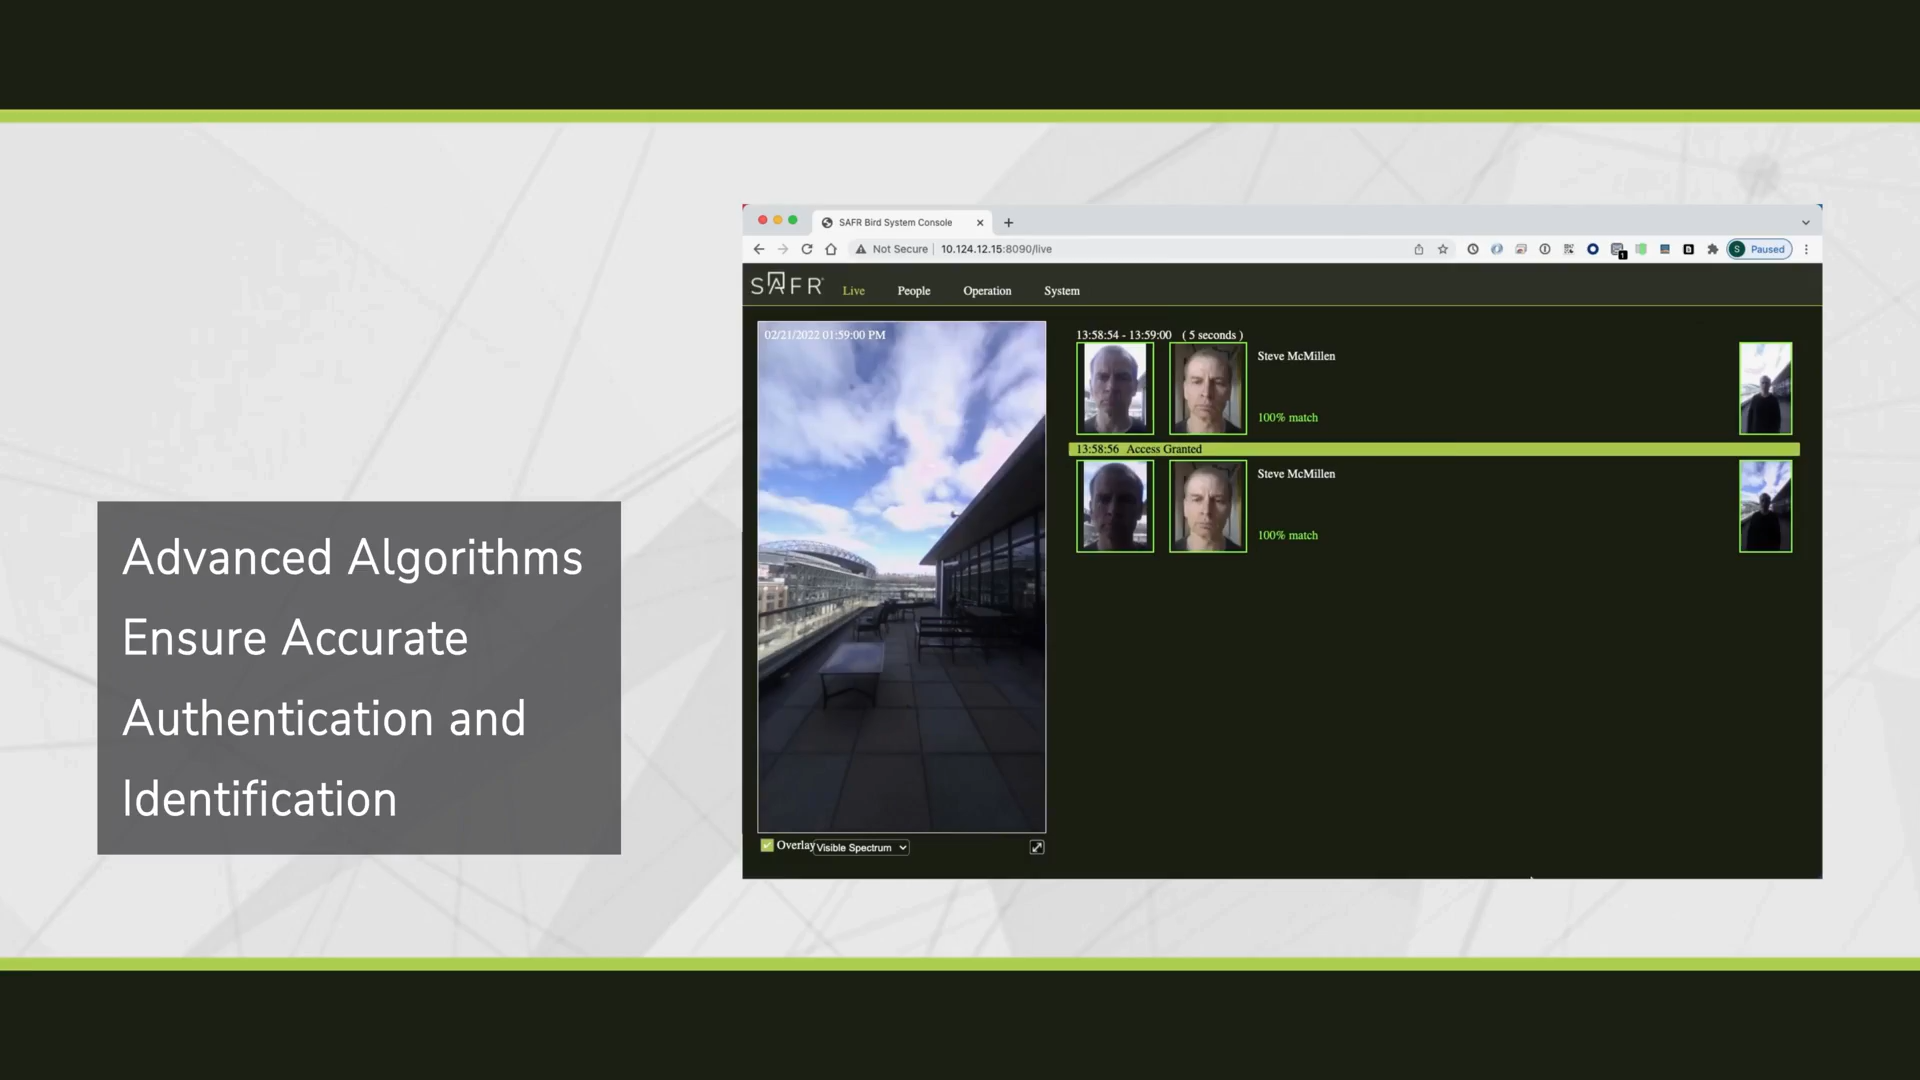 SAFR Bird System Console
Not Secure 10.124.12.15:8090/live
S Paused
1
SAFR Live People Operation System
02/21/2022 01:59:00 PM
13:58:54 - 13:59:00 ( 5 seconds )
Steve McMillen
100% match
13:58:56 Access Granted
Steve McMillen
100% match
Overlay Visible Spectrum
Advanced Algorithms
Ensure Accurate
Authentication and
Identification